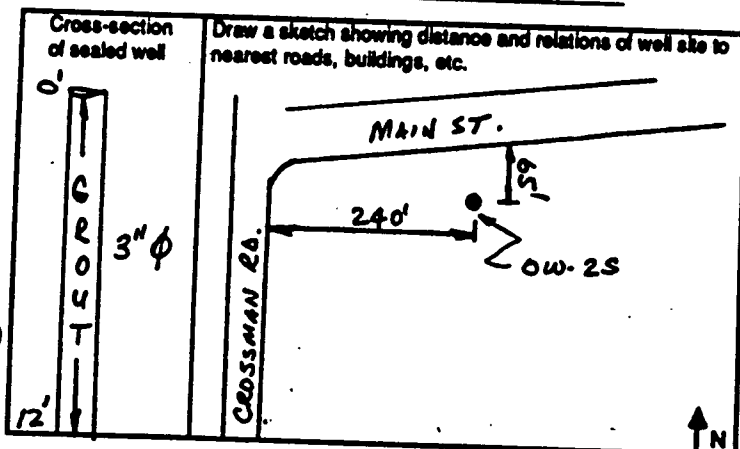 Cross-section
of sealed well
Draw a sketch showing distance and relations of well site to
nearest roads, buildings, etc.
0'
GROUT
3" ϕ
12'
MAIN ST.
240'
OW-2S
CROSSMAN RD.
N